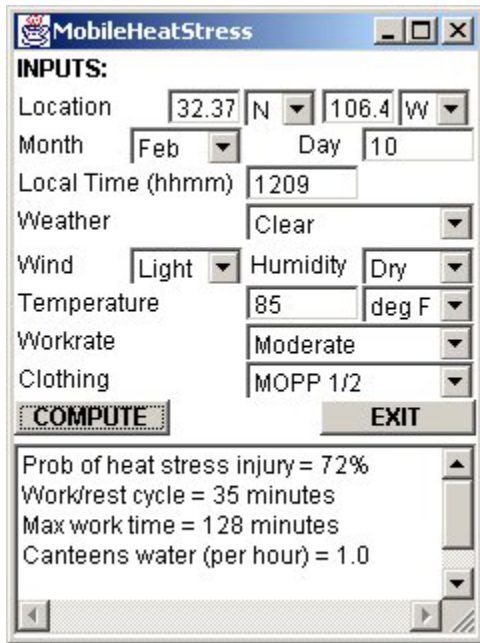 MobileHeatStress
INPUTS:
Location 32.37 N 106.4 W
Month Feb Day 10
Local Time (hhmm) 1209
Weather Clear
Wind Light Humidity Dry
Temperature 85 deg F
Workrate Moderate
Clothing MOPP 1/2
COMPUTE EXIT
Prob of heat stress injury = 72%
Work/rest cycle = 35 minutes
Max work time = 128 minutes
Canteens water (per hour) = 1.0